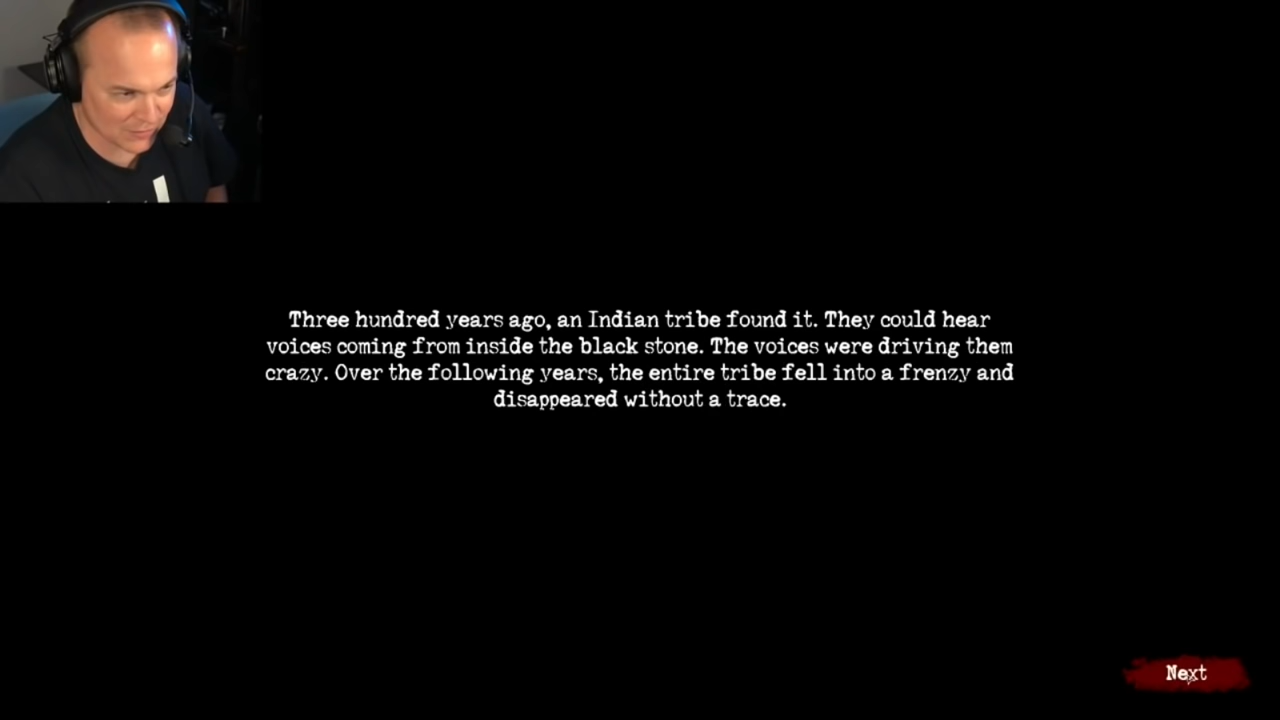 Three hundred years ago, an Indian tribe found it. They could hear
voices coming from inside the black stone. The voices were driving them
crazy. Over the following years, the entire tribe fell into a frenzy and
disappeared without a trace.
Next